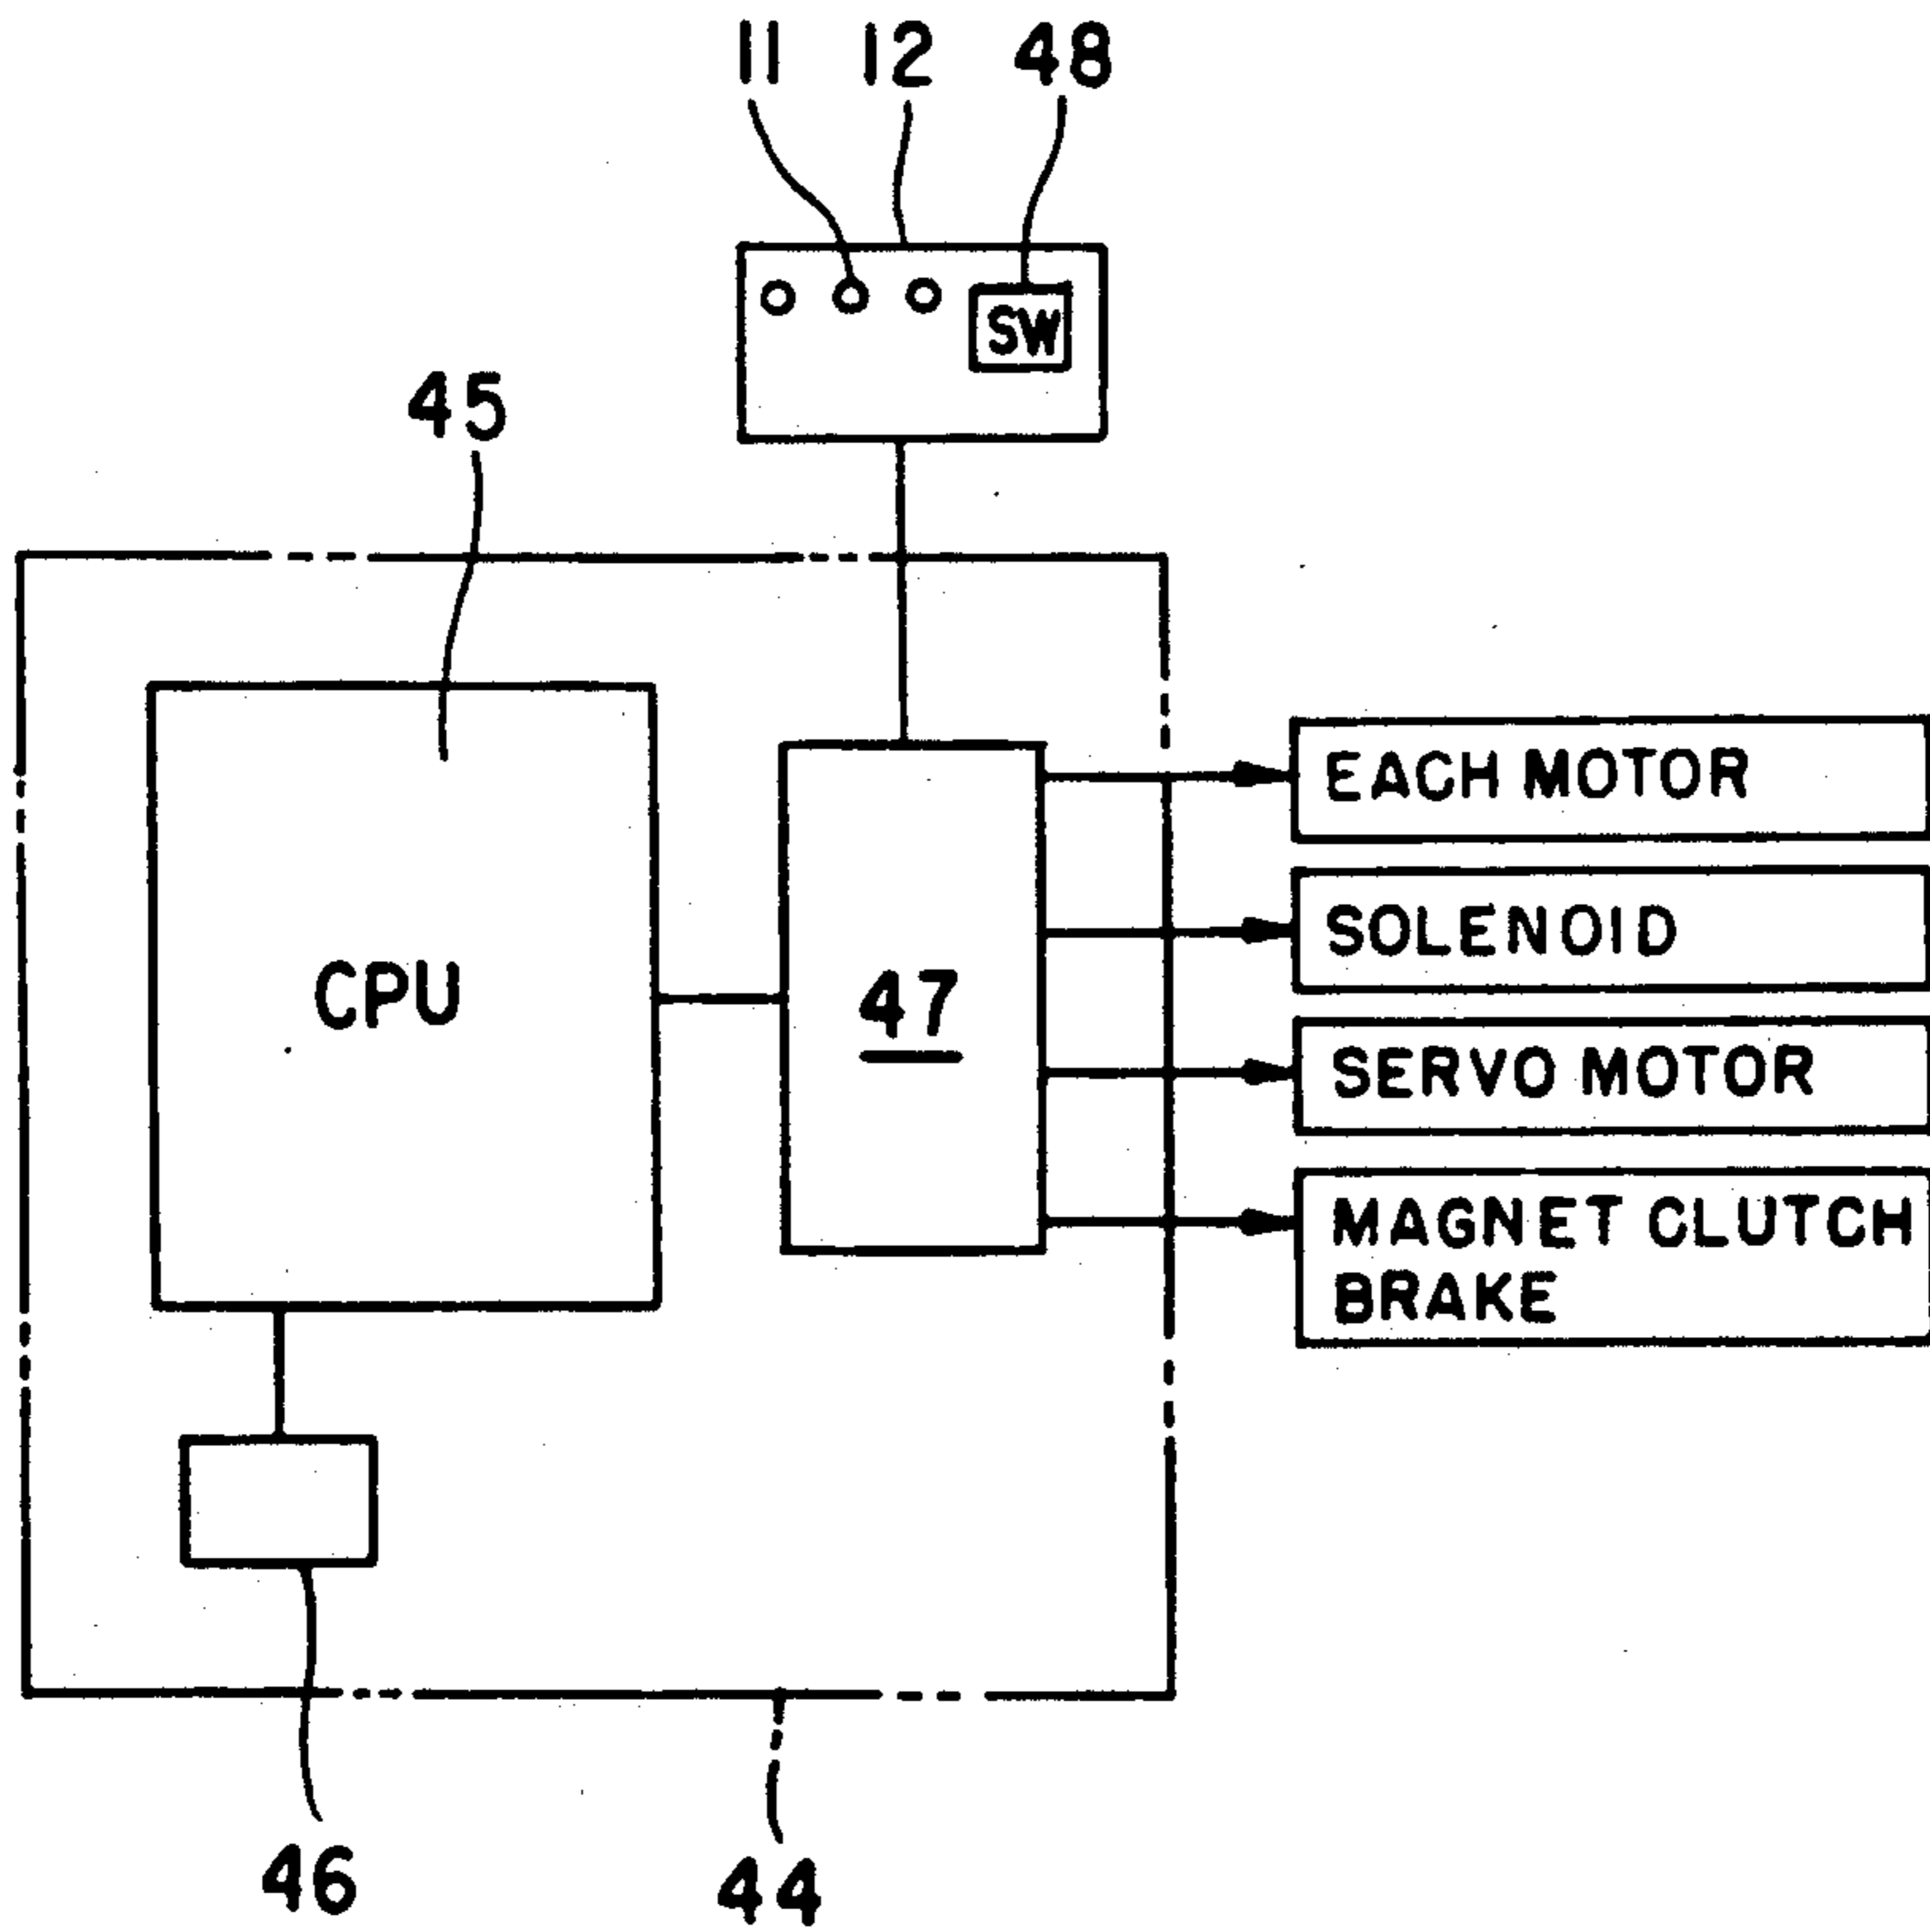 11 12 48
SW
45
EACH MOTOR
SOLENOID
CPU
47
SERVO MOTOR
MAGNET CLUTCH
BRAKE
46
44